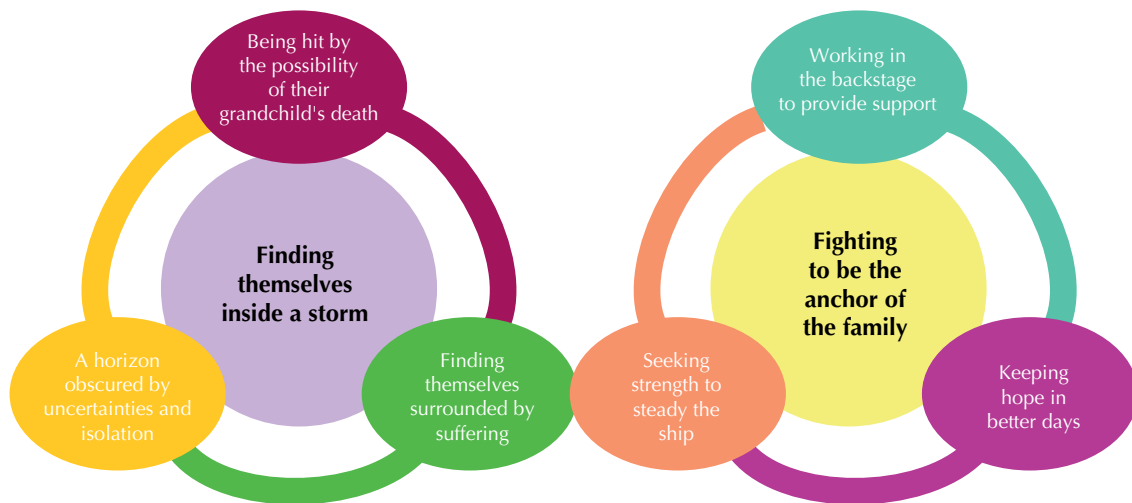 Being hit by
the possibility
of their
grandchild's death
Finding
themselves
inside a storm
A horizon
obscured by
uncertainties and
isolation
Finding
themselves
surrounded by
suffering
Working in
the backstage
to provide support
Fighting
to be the
anchor of
the family
Seeking
strength to
steady the
ship
Keeping
hope in
better days